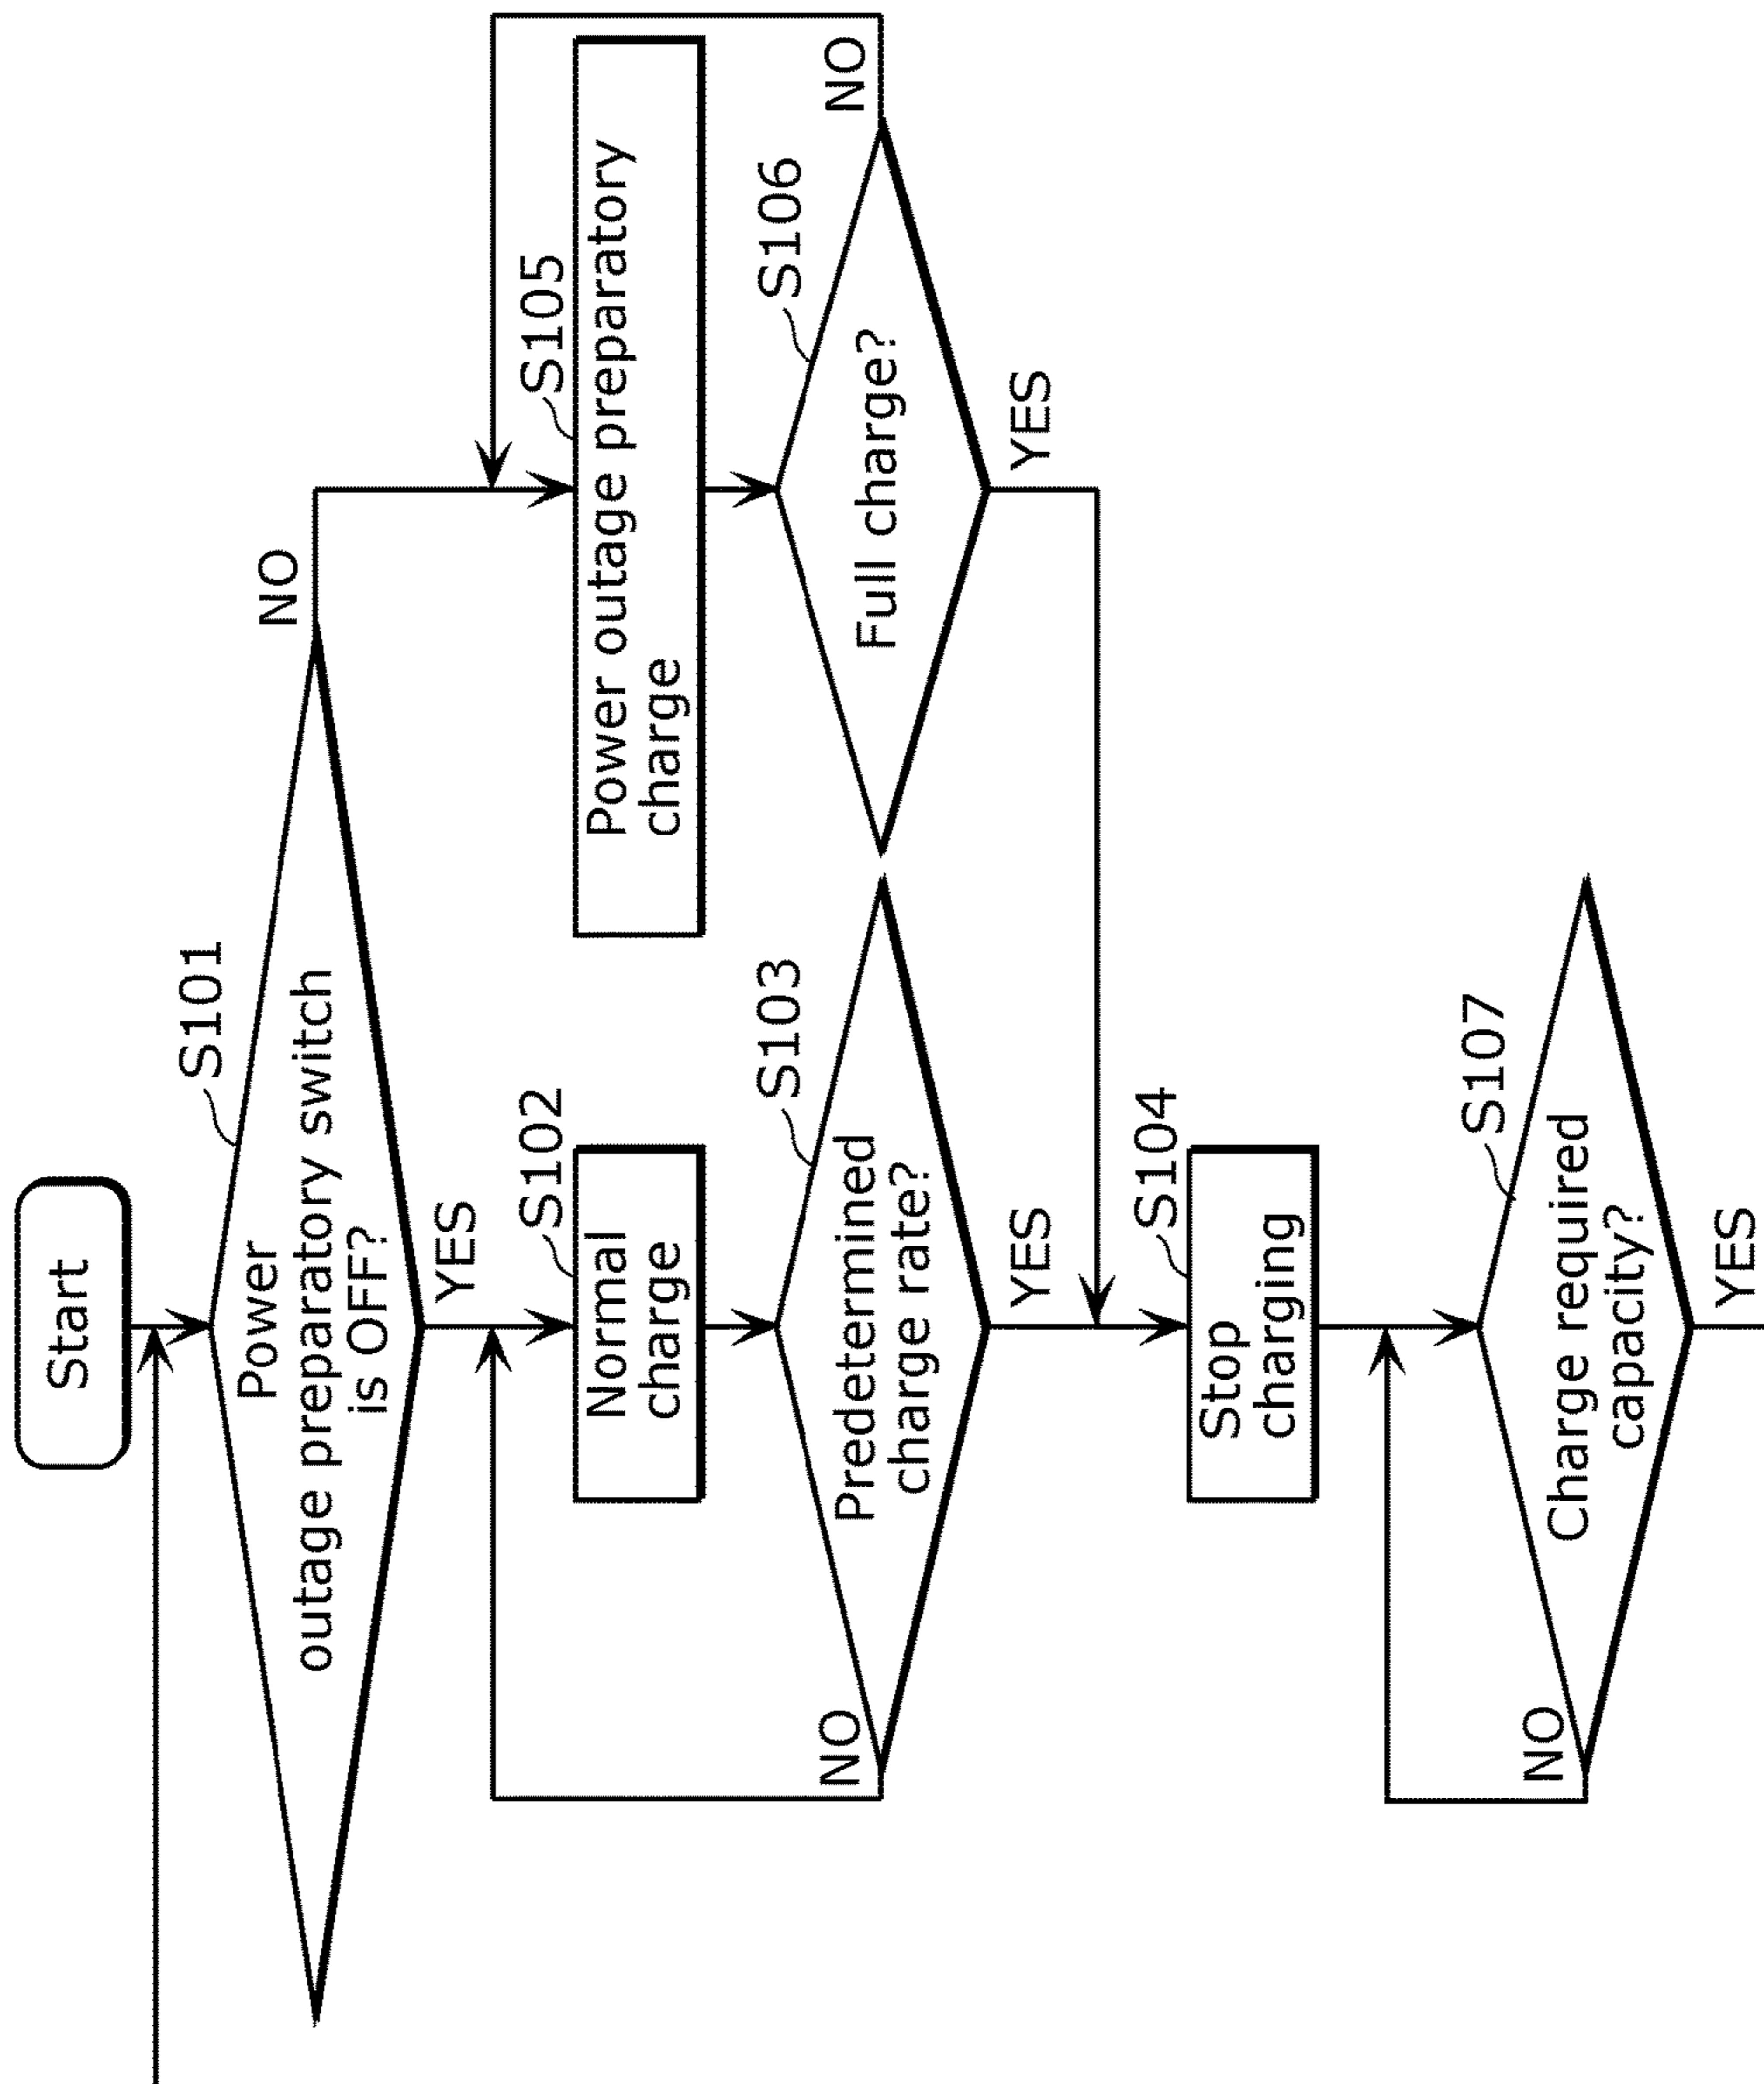 Start
S101
Power
outage preparatory switch
is OFF?
NO
YES
S102
Normal
charge
S105
Power outage preparatory
charge
S103
Predetermined
charge rate?
NO
YES
S106
Full charge?
NO
YES
S104
Stop
charging
S107
Charge required
capacity?
NO
YES